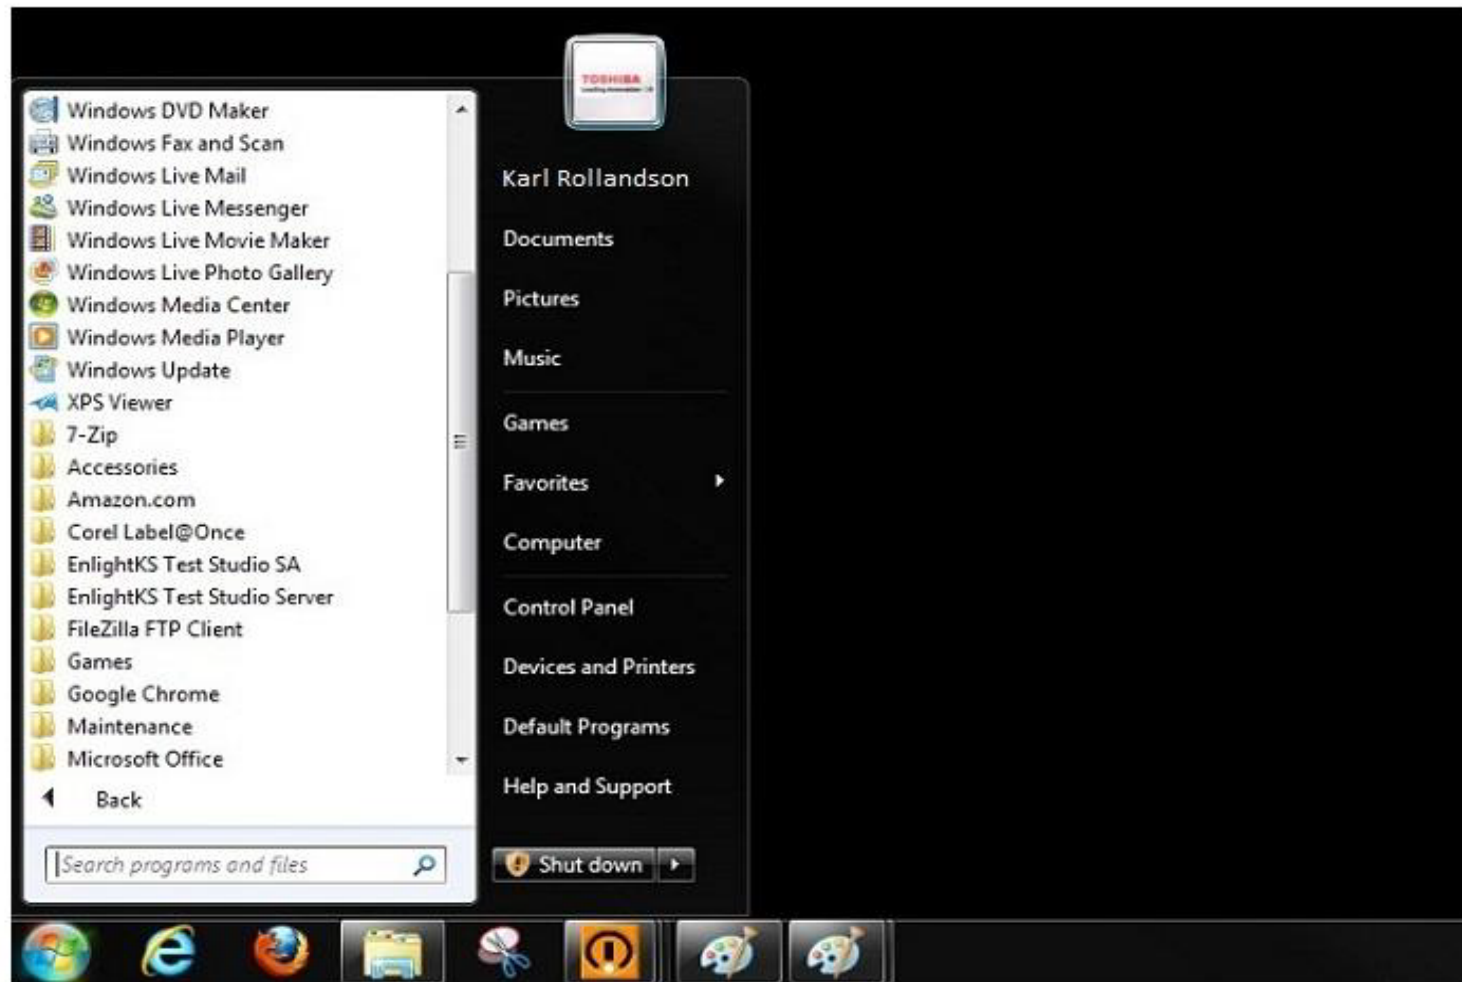 TOSHIBA
Windows DVD Maker
Windows Fax and Scan
Windows Live Mail
Windows Live Messenger
Windows Live Movie Maker
Windows Live Photo Gallery
Windows Media Center
Windows Media Player
Windows Update
XPS Viewer
7-Zip
Accessories
Amazon.com
Corel Label@Once
EnlightKS Test Studio SA
EnlightKS Test Studio Server
FileZilla FTP Client
Games
Google Chrome
Maintenance
Microsoft Office
Back
Search programs and files
Karl Rollandson
Documents
Pictures
Music
Games
Favorites
Computer
Control Panel
Devices and Printers
Default Programs
Help and Support
Shut down